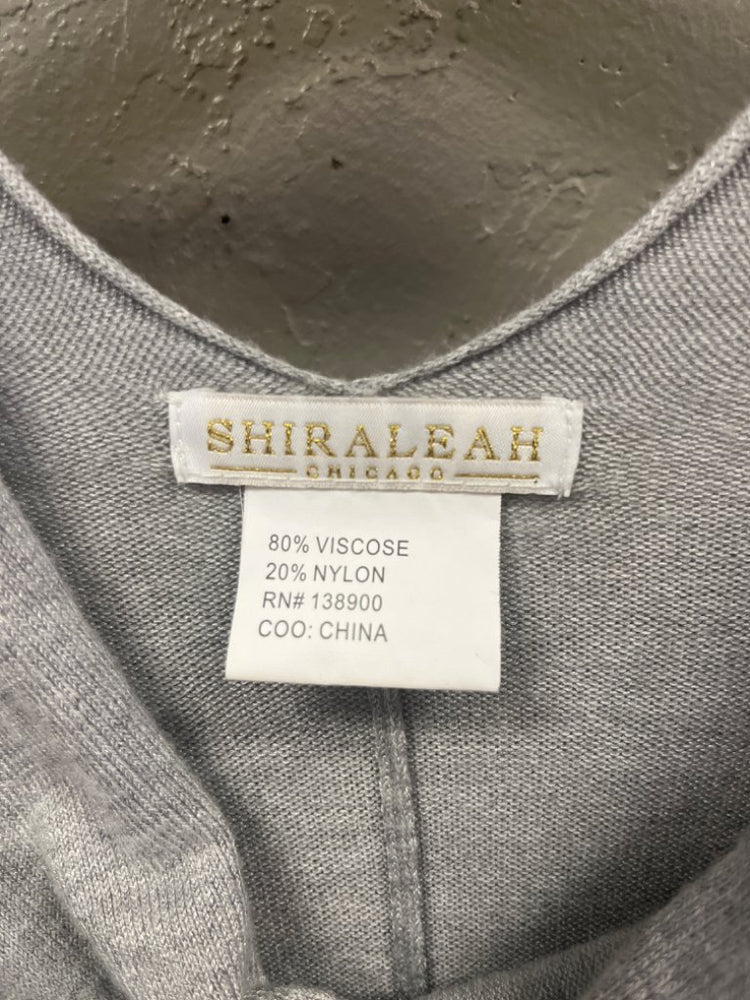 SHIRALEAH
CHICAGO
80% VISCOSE
20% NYLON
RN# 138900
COO: CHINA